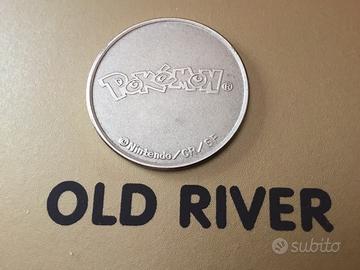 POKéMON®
©Nintendo/CR/GF
OLD RIVER
subito